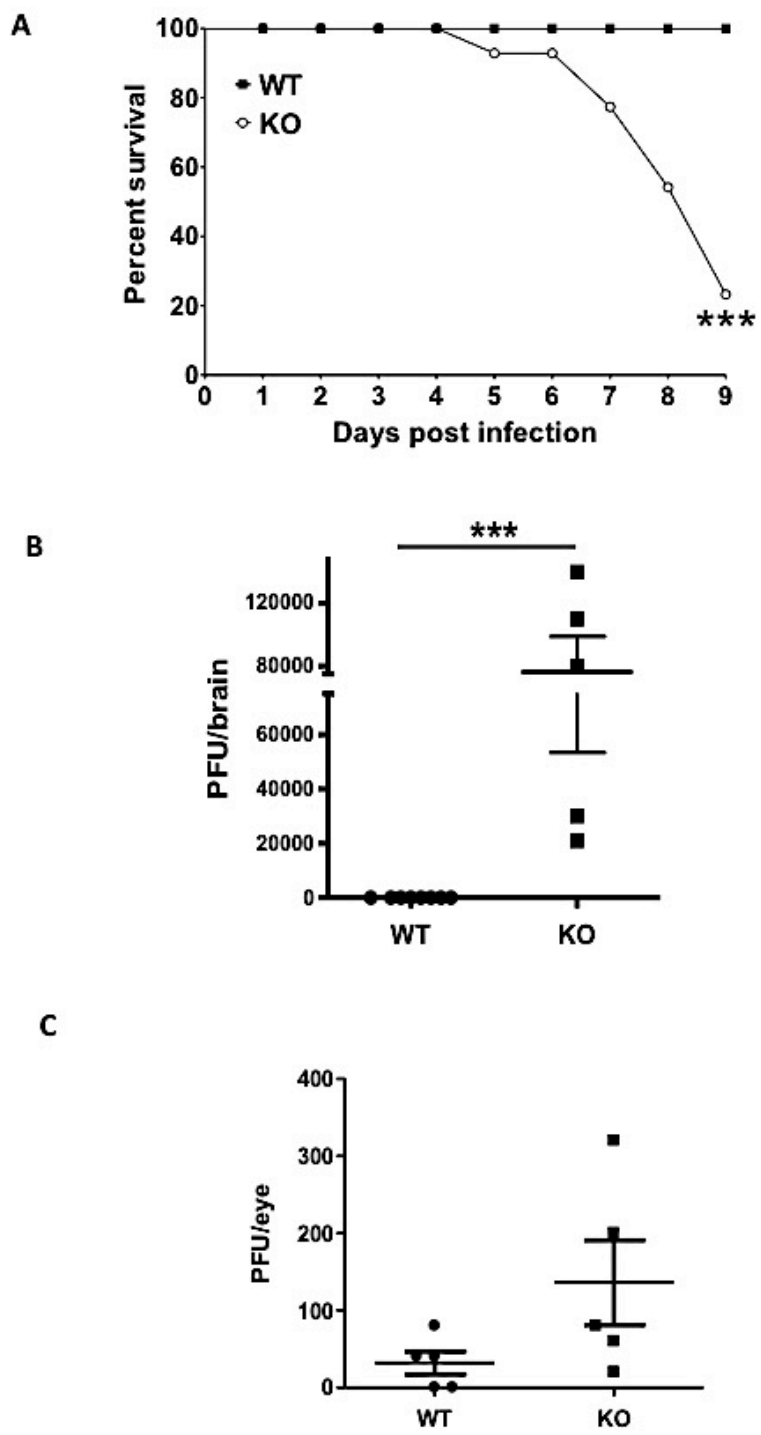 A
Percent survival
100
80
60
40
20
0
WT
KO
***
0 1 2 3 4 5 6 7 8 9
Days post infection
B
***
PFU/brain
120000
80000
60000
40000
20000
0
WT KO
C
PFU/eye
400
300
200
100
0
WT KO